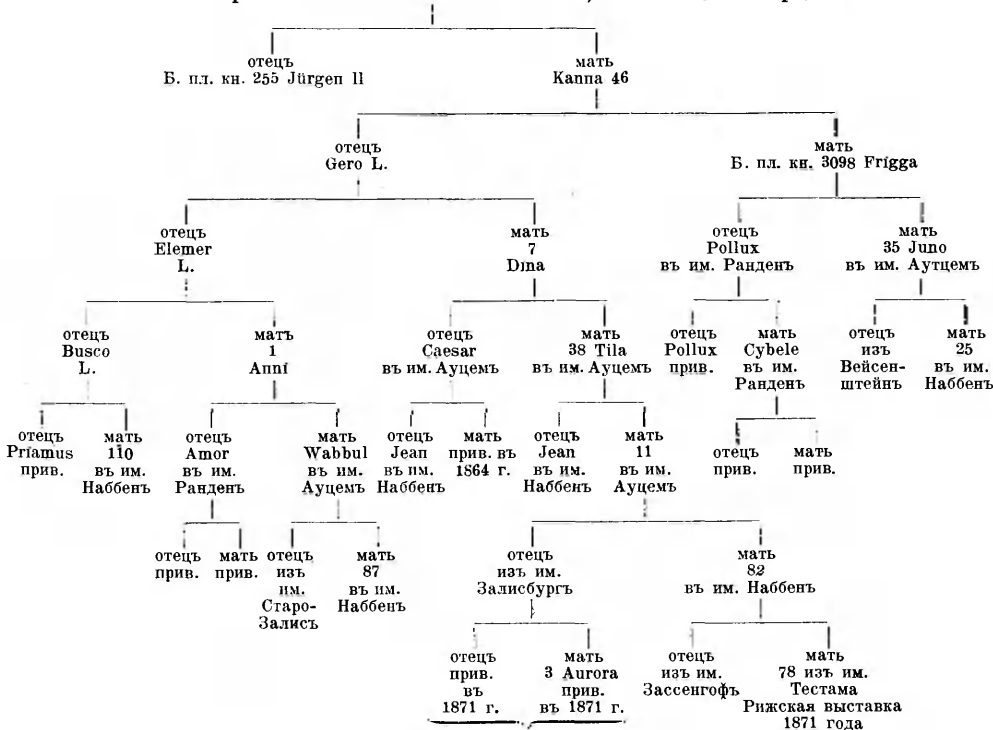 отецъ мать
Б. пл. кн. 255 Jürgen II Kanna 46
отецъ мать
Gero L. Б. пл. кн. 3098 Frigga
отецъ мать отецъ мать
Elemer 7 Pollux 35 Juno
L. Dina въ им. Ранденъ въ им. Аутцемъ
отецъ мать отецъ мать отецъ мать отецъ мать
Busco 1 Caesar 38 Tila Pollux Cybele изъ 25
L. Anni въ им. Ауцемъ въ им. Ауцемъ прив. въ им. Вейсен- въ им.
Ранденъ штейнъ Наббенъ
отецъ мать отецъ мать отецъ мать отецъ мать
Priamus 110 Amor Wabbul Jean прив. въ Jean 11 отецъ мать
прив. въ им. въ им. въ им. въ им. 1864 г. въ им. въ им. прив. прив.
Наббенъ Ранденъ Ауцемъ Наббенъ Наббенъ Ауцемъ
отецъ мать отецъ мать отецъ мать
прив. прив. изъ 87 изъ им. 82
им. въ им. Залисбургъ въ им. Наббенъ
Старо- Наббенъ
Залисъ
отецъ мать отецъ мать
прив. 3 Aurora изъ им. 78 изъ им.
въ прив. Зассенгофъ Тестама
1871 г. въ 1871 г. Рижская выставка
1871 года